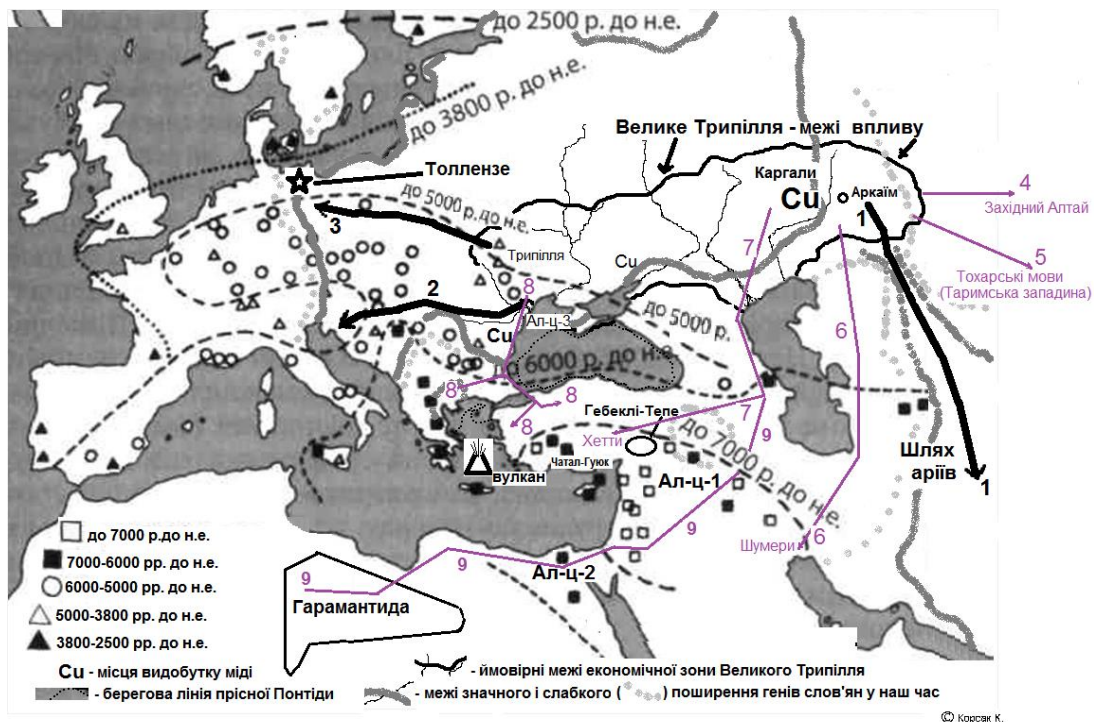 до 2500 р. до н.е.
до 3800 р. до н.е.
Велике Трипілля - межі впливу
Толлензе
Каргали
Cu
Аркаїм
1
4
Західний Алтай
до 5000 р. до н.е.
3
Трипілля
7
5
Тохарські мови
(Таримська западина)
Cu
2
8
Ал-ц-3
Cu
до 5000 р.
6
до 6000 р. до н.е.
8
8
8
7
Гебеклі-Тепе
Хетти
9
до 7000 р. до н.е.
Чатал-Гуюк
вулкан
Ал-ц-1
Шлях
аріїв
1
6
Шумери
9
9
Ал-ц-2
9
Гарамантида
до 7000 р.до н.е.
7000-6000 рр. до н.е.
6000-5000 рр. до н.е.
5000-3800 рр. до н.е.
3800-2500 рр. до н.е.
Cu - місця видобутку міді
- берегова лінія прісної Понтіди
- ймовірні межі економічної зони Великого Трипілля
- межі значного і слабкого ( ) поширення генів слов'ян у наш час
© Корсак К.